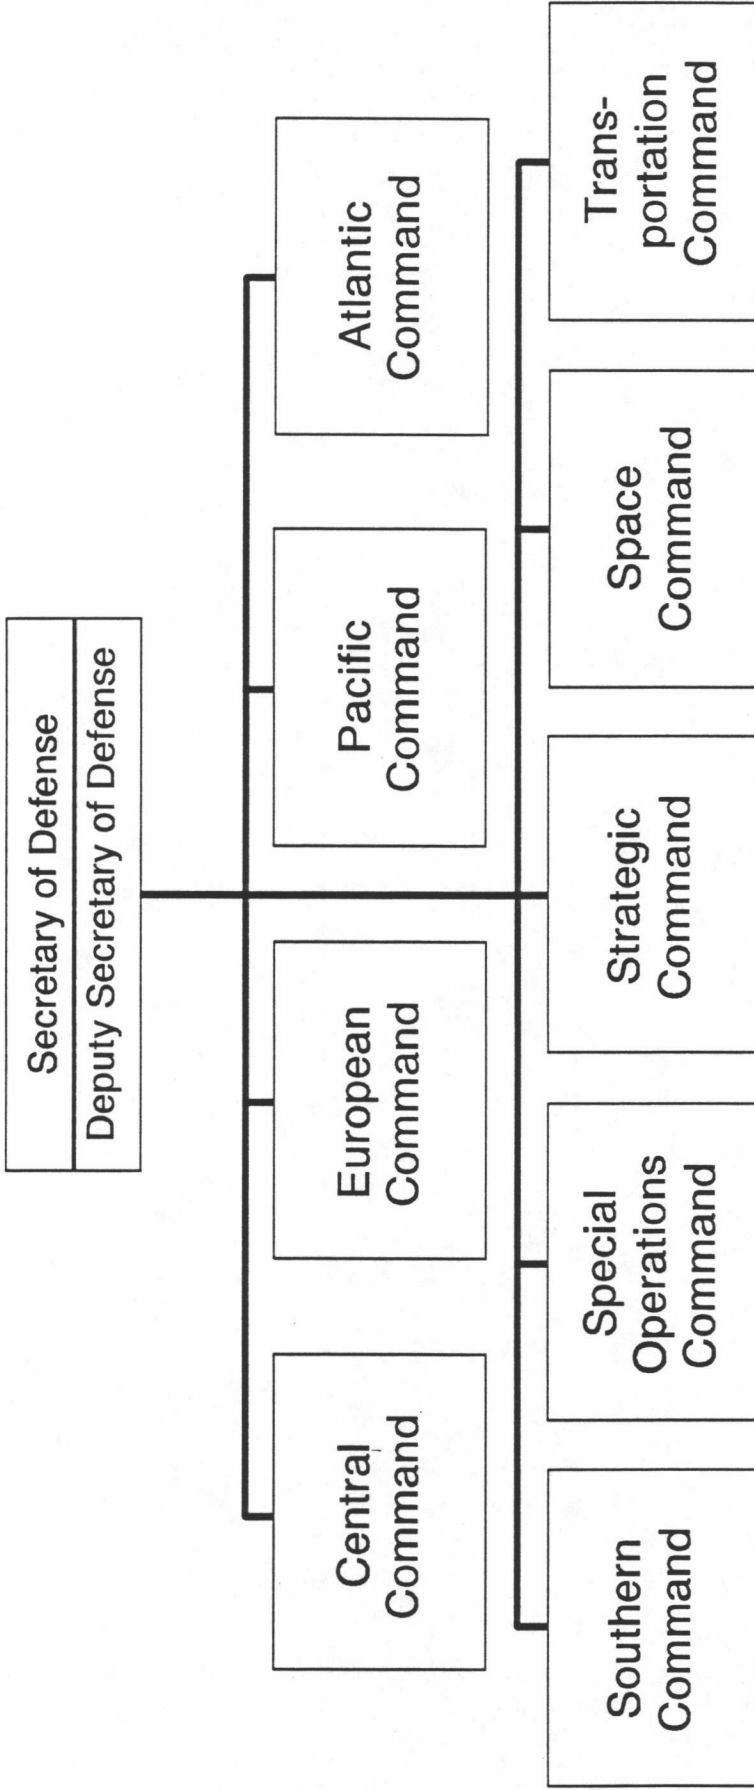 Secretary of Defense
Deputy Secretary of Defense
Central
Command
European
Command
Pacific
Command
Atlantic
Command
Southern
Command
Special
Operations
Command
Strategic
Command
Space
Command
Trans-
portation
Command